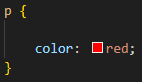 p {
color: red;
}